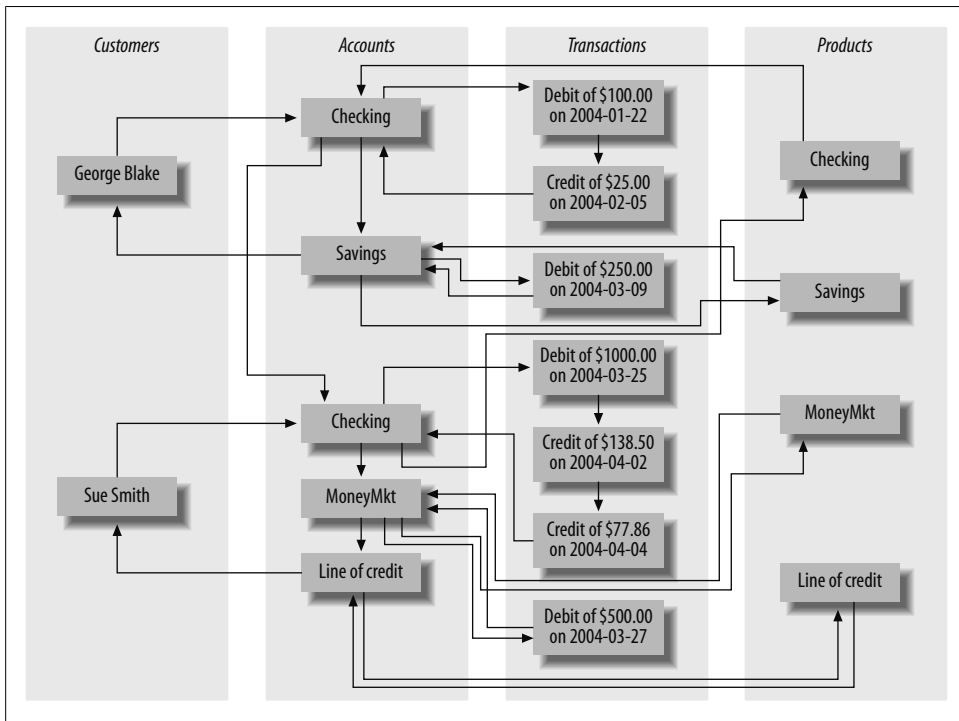 Customers
Accounts
Transactions
Products
George Blake
Sue Smith
Checking
Savings
Checking
MoneyMkt
Line of credit
Debit of $100.00
on 2004-01-22
Credit of $25.00
on 2004-02-05
Debit of $250.00
on 2004-03-09
Debit of $1000.00
on 2004-03-25
Credit of $138.50
on 2004-04-02
Credit of $77.86
on 2004-04-04
Debit of $500.00
on 2004-03-27
Checking
Savings
MoneyMkt
Line of credit